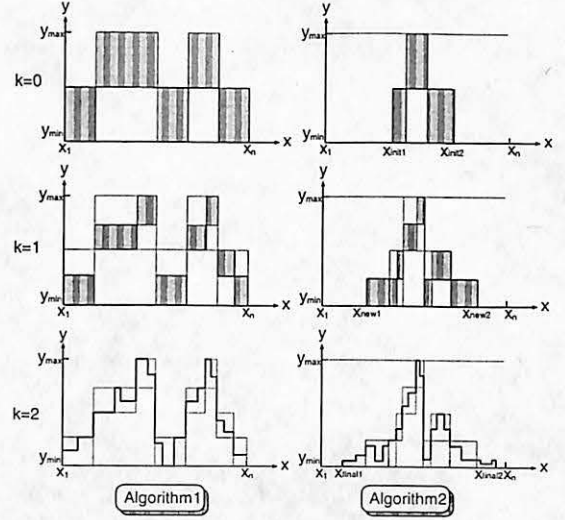 y y
ymax ymax
k=0
ymin ymin
x1 xn x x1 xinit1 xinit2 xn x
y y
ymax ymax
k=1
ymin ymin
x1 xn x x1 xnew1 xnew2 xn x
y y
ymax ymax
k=2
ymin ymin
x1 xn x x1 xfinal1 xfinal2 xn x
Algorithm1 Algorithm2